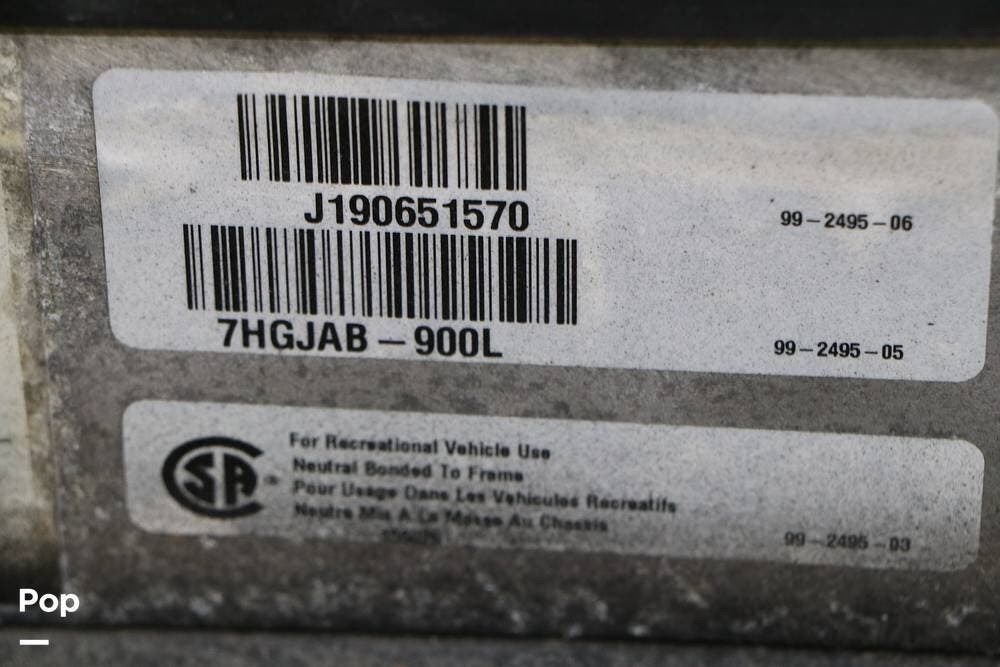 J190651570
99-2495-06
7HGJAB-900L
99-2495-05
SA
For Recreational Vehicle Use
Neutral Bonded To Frame
Pour Usage Dans Les Vehicules Recreatifs
Neutre Mis A La Masse Au Chassis
99-2495-03
Pop